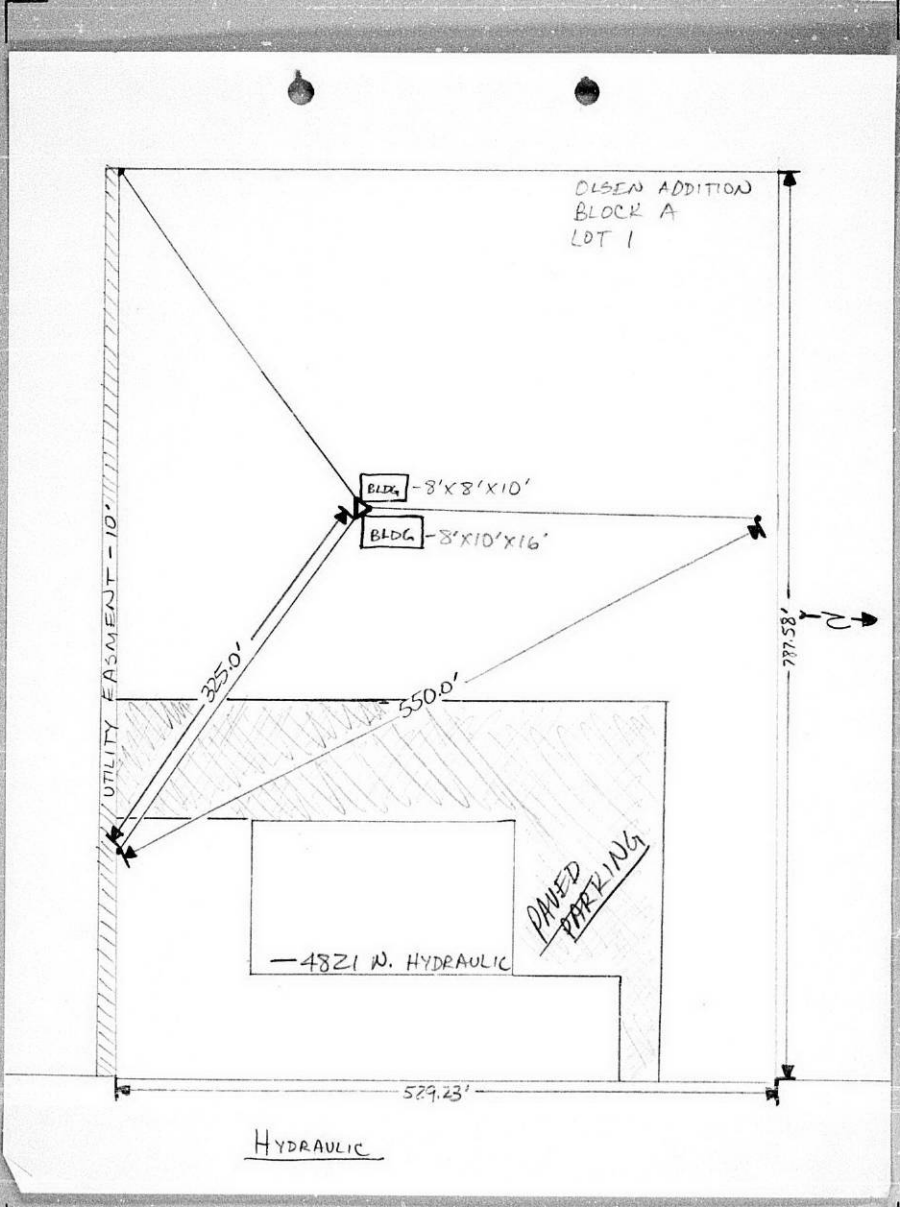 OLSEN ADDITION
BLOCK A
LOT 1
BLDG -8'X8'X10'
BLDG -8'X10'X16'
UTILITY EASMENT-10'
N
787.58'
325.0'
550.0'
PAVED
PARKING
4821 N. HYDRAULIC
529.23'
HYDRAULIC